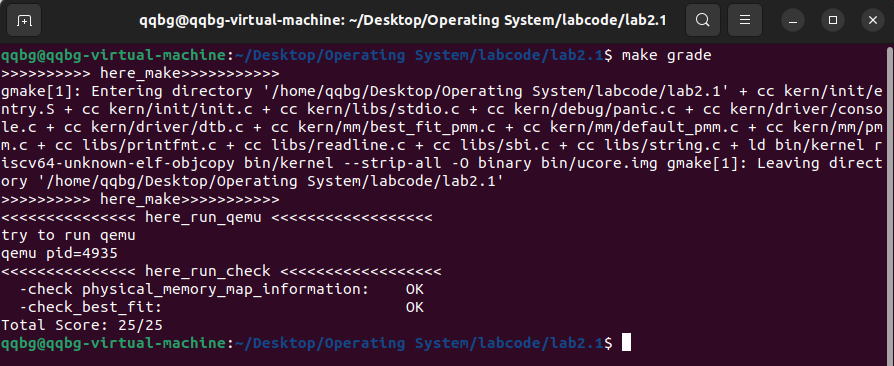 qqbg@qqbg-virtual-machine: ~/Desktop/Operating System/labcode/lab2.1
qqbg@qqbg-virtual-machine:~/Desktop/Operating System/labcode/lab2.1$ make grade
>>>>>>>>>> here_make>>>>>>>>>>>
gmake[1]: Entering directory '/home/qqbg/Desktop/Operating System/labcode/lab2.1' + cc kern/init/e
ntry.S + cc kern/init/init.c + cc kern/libs/stdio.c + cc kern/debug/panic.c + cc kern/driver/conso
le.c + cc kern/driver/dtb.c + cc kern/mm/best_fit_pmm.c + cc kern/mm/default_pmm.c + cc kern/mm/pm
m.c + cc libs/printfmt.c + cc libs/readline.c + cc libs/sbi.c + cc libs/string.c + ld bin/kernel r
iscv64-unknown-elf-objcopy bin/kernel --strip-all -O binary bin/ucore.img gmake[1]: Leaving direct
ory '/home/qqbg/Desktop/Operating System/labcode/lab2.1'
>>>>>>>>>> here_make>>>>>>>>>>>
<<<<<<<<<<<<<<< here_run_qemu <<<<<<<<<<<<<<<<<<
try to run qemu
qemu pid=4935
<<<<<<<<<<<<<<< here_run_check <<<<<<<<<<<<<<<<<<
  -check physical_memory_map_information:    OK
  -check_best_fit:                           OK
Total Score: 25/25
qqbg@qqbg-virtual-machine:~/Desktop/Operating System/labcode/lab2.1$